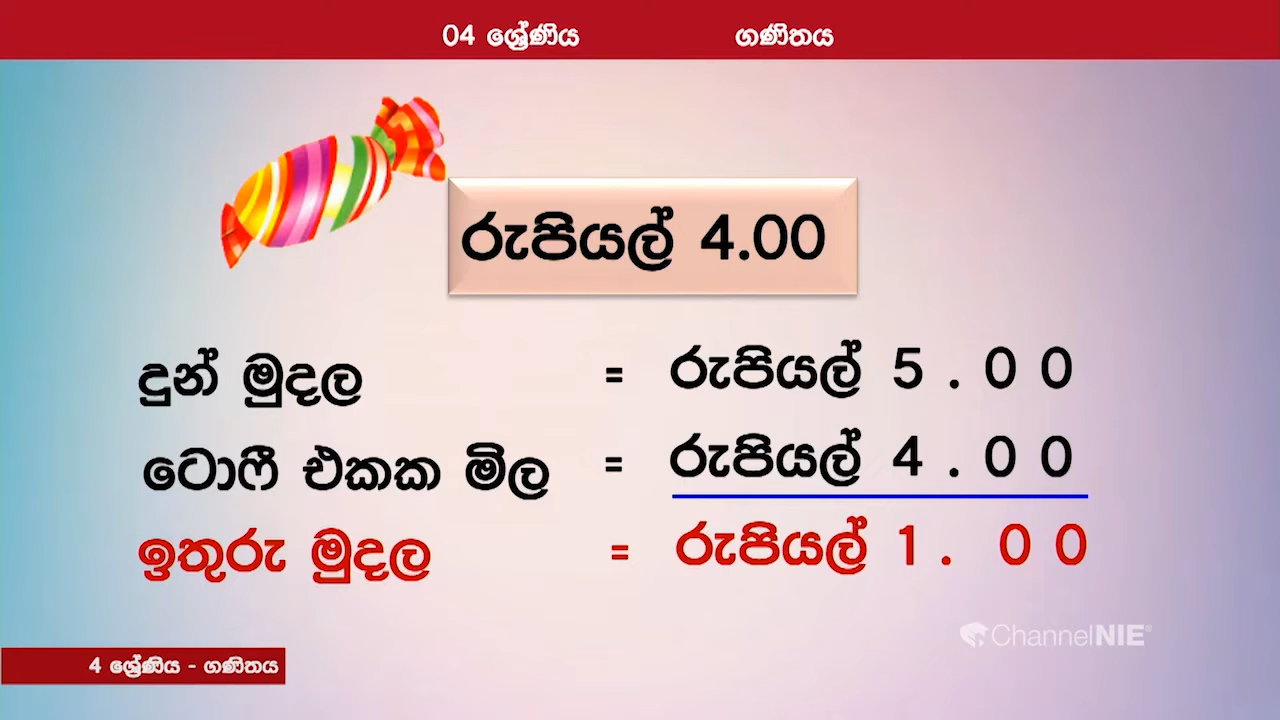 04 ශ්‍රේණිය ගණිතය
රුපියල් 4.00
දුන් මුදල = රුපියල් 5 . 0 0
ටොෆී එකක මිල = රුපියල් 4 . 0 0
ඉතුරු මුදල = රුපියල් 1 . 0 0
ChannelNIE®
4 ශ්‍රේණිය - ගණිතය